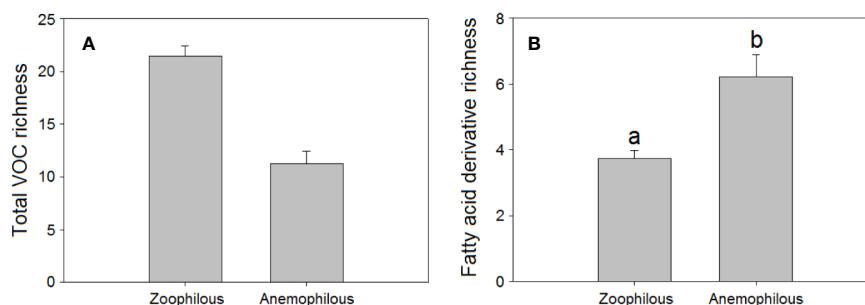 A
Total VOC richness
25
20
15
10
5
0
Zoophilous
Anemophilous
B
Fatty acid derivative richness
8
6
4
2
0
a
b
Zoophilous
Anemophilous